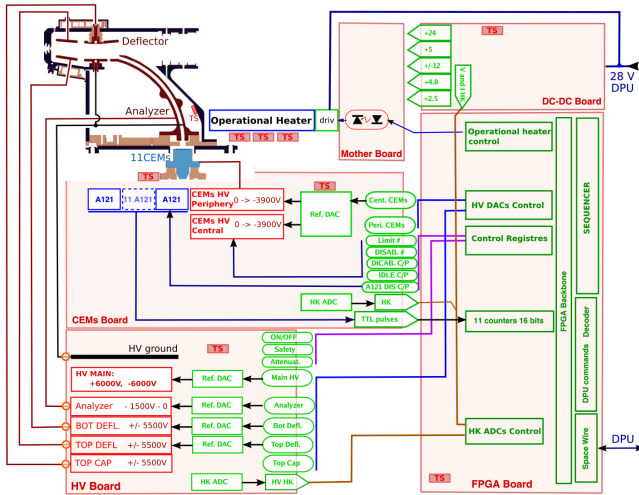 Deflector
Analyzer
TS
11CEMs
TS
Operational Heater
driv
TS
TS
TS
Mother Board
TS
+24
+5
+/-12
+4.0
+2.5
V and I HK
DC-DC Board
28 V
DPU
Operational heater
control
HV DACs Control
Control Registres
11 counters 16 bits
HK ADCs Control
FPGA Backbone
SEQUENCER
DPU commands Decoder
Space Wire
DPU
TS
FPGA Board
A121
11 A121
A121
CEMs HV
Periphery
0 -> -3900V
CEMs HV
Central
0 -> -3900V
TS
Ref. DAC
Cent. CEMs
Peri. CEMs.
Limit #
DISAB. #
DICAB. C/P
IDLE C/P
A121 DIS C/P
HK ADC
HK
TTL pulses
CEMs Board
HV ground
TS
ON/OFF
Safety
Attenuat.
HV MAIN:
+6000V, -6000V
Ref. DAC
Main HV
Analyzer - 1500V - 0
Ref. DAC
Analyzer
BOT DEFL. +/- 5500V
Ref. DAC
Bot Defl.
TOP DEFL. +/- 5500V
Ref. DAC
Top Defl.
TOP CAP +/- 5500V
Top Cap
HK ADC
HV HK
HV Board